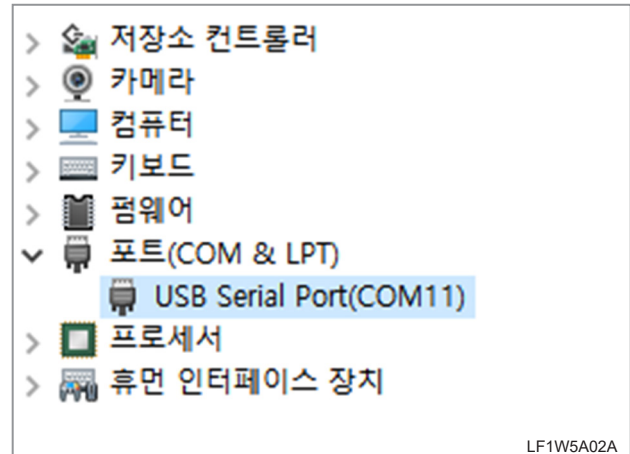 저장소 컨트롤러
카메라
컴퓨터
키보드
펌웨어
포트(COM & LPT)
USB Serial Port(COM11)
프로세서
휴먼 인터페이스 장치
LF1W5A02A